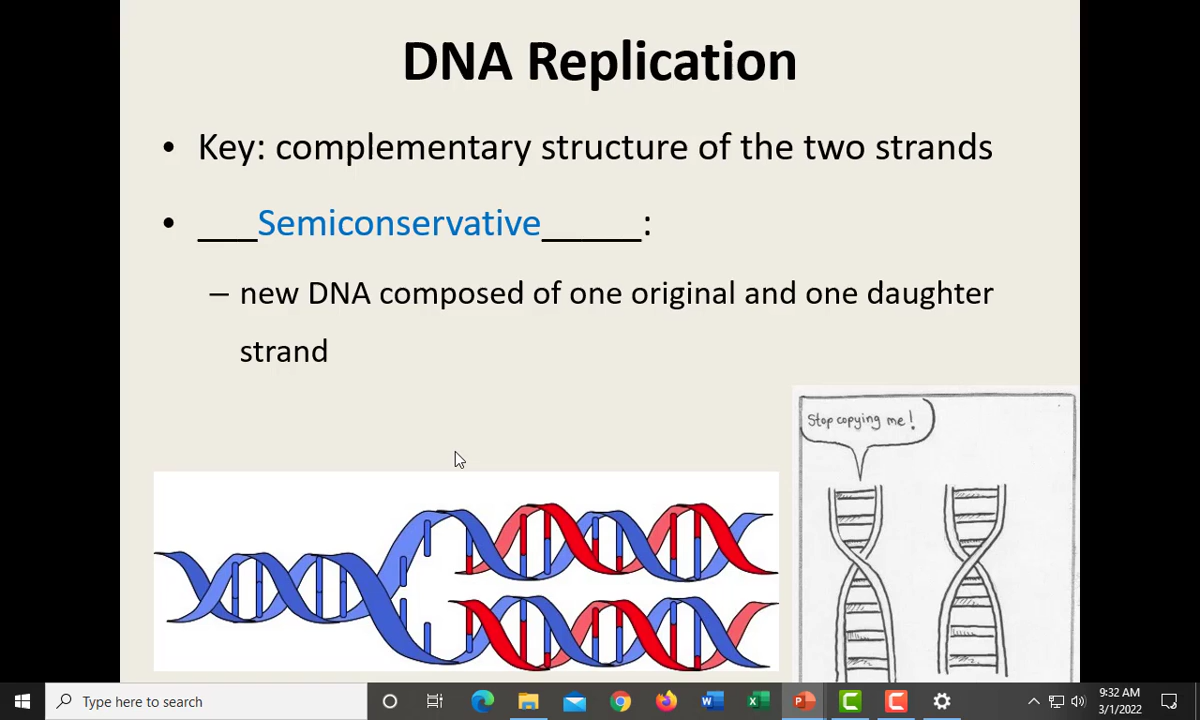 DNA Replication
• Key: complementary structure of the two strands
• ___Semiconservative_____:
– new DNA composed of one original and one daughter
strand
Stop copying me!
Type here to search
9:32 AM
3/1/2022